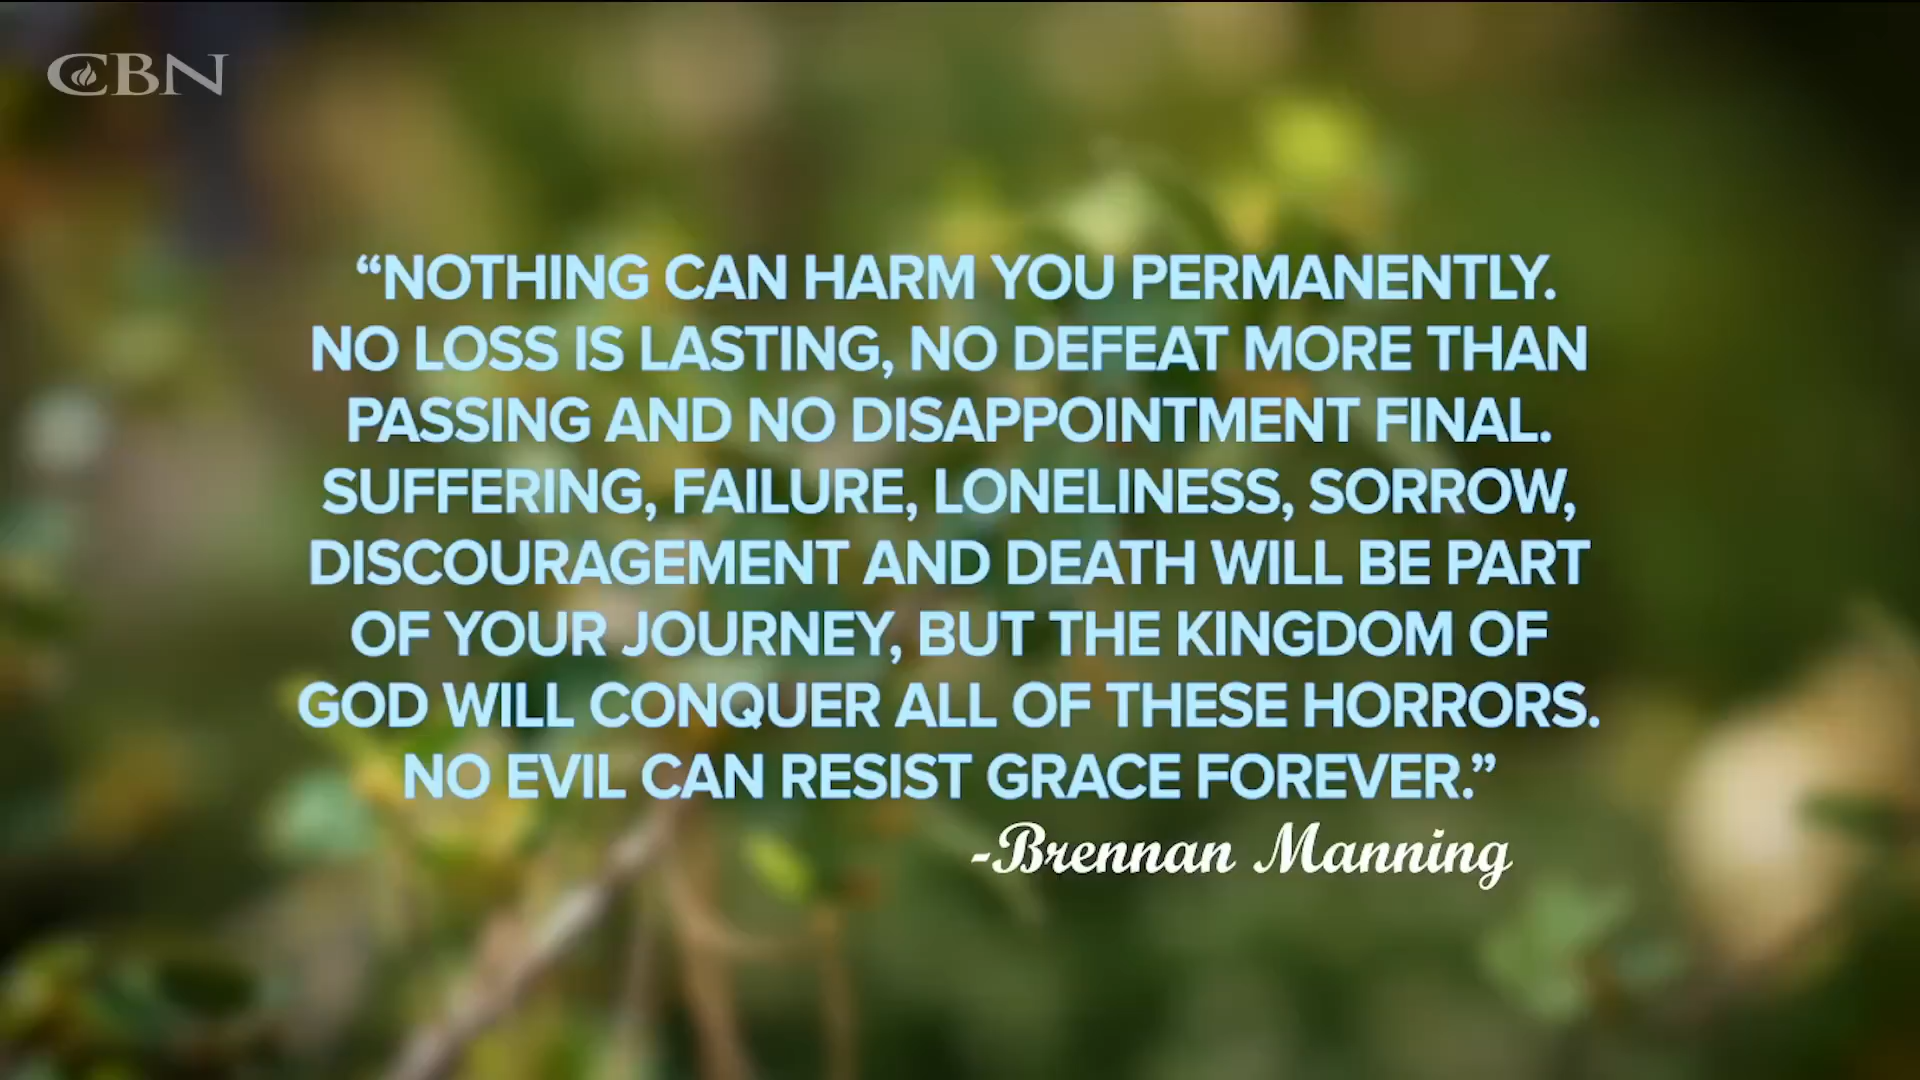 CBN
“NOTHING CAN HARM YOU PERMANENTLY.
NO LOSS IS LASTING, NO DEFEAT MORE THAN
PASSING AND NO DISAPPOINTMENT FINAL.
SUFFERING, FAILURE, LONELINESS, SORROW,
DISCOURAGEMENT AND DEATH WILL BE PART
OF YOUR JOURNEY, BUT THE KINGDOM OF
GOD WILL CONQUER ALL OF THESE HORRORS.
NO EVIL CAN RESIST GRACE FOREVER.”
-Brennan Manning